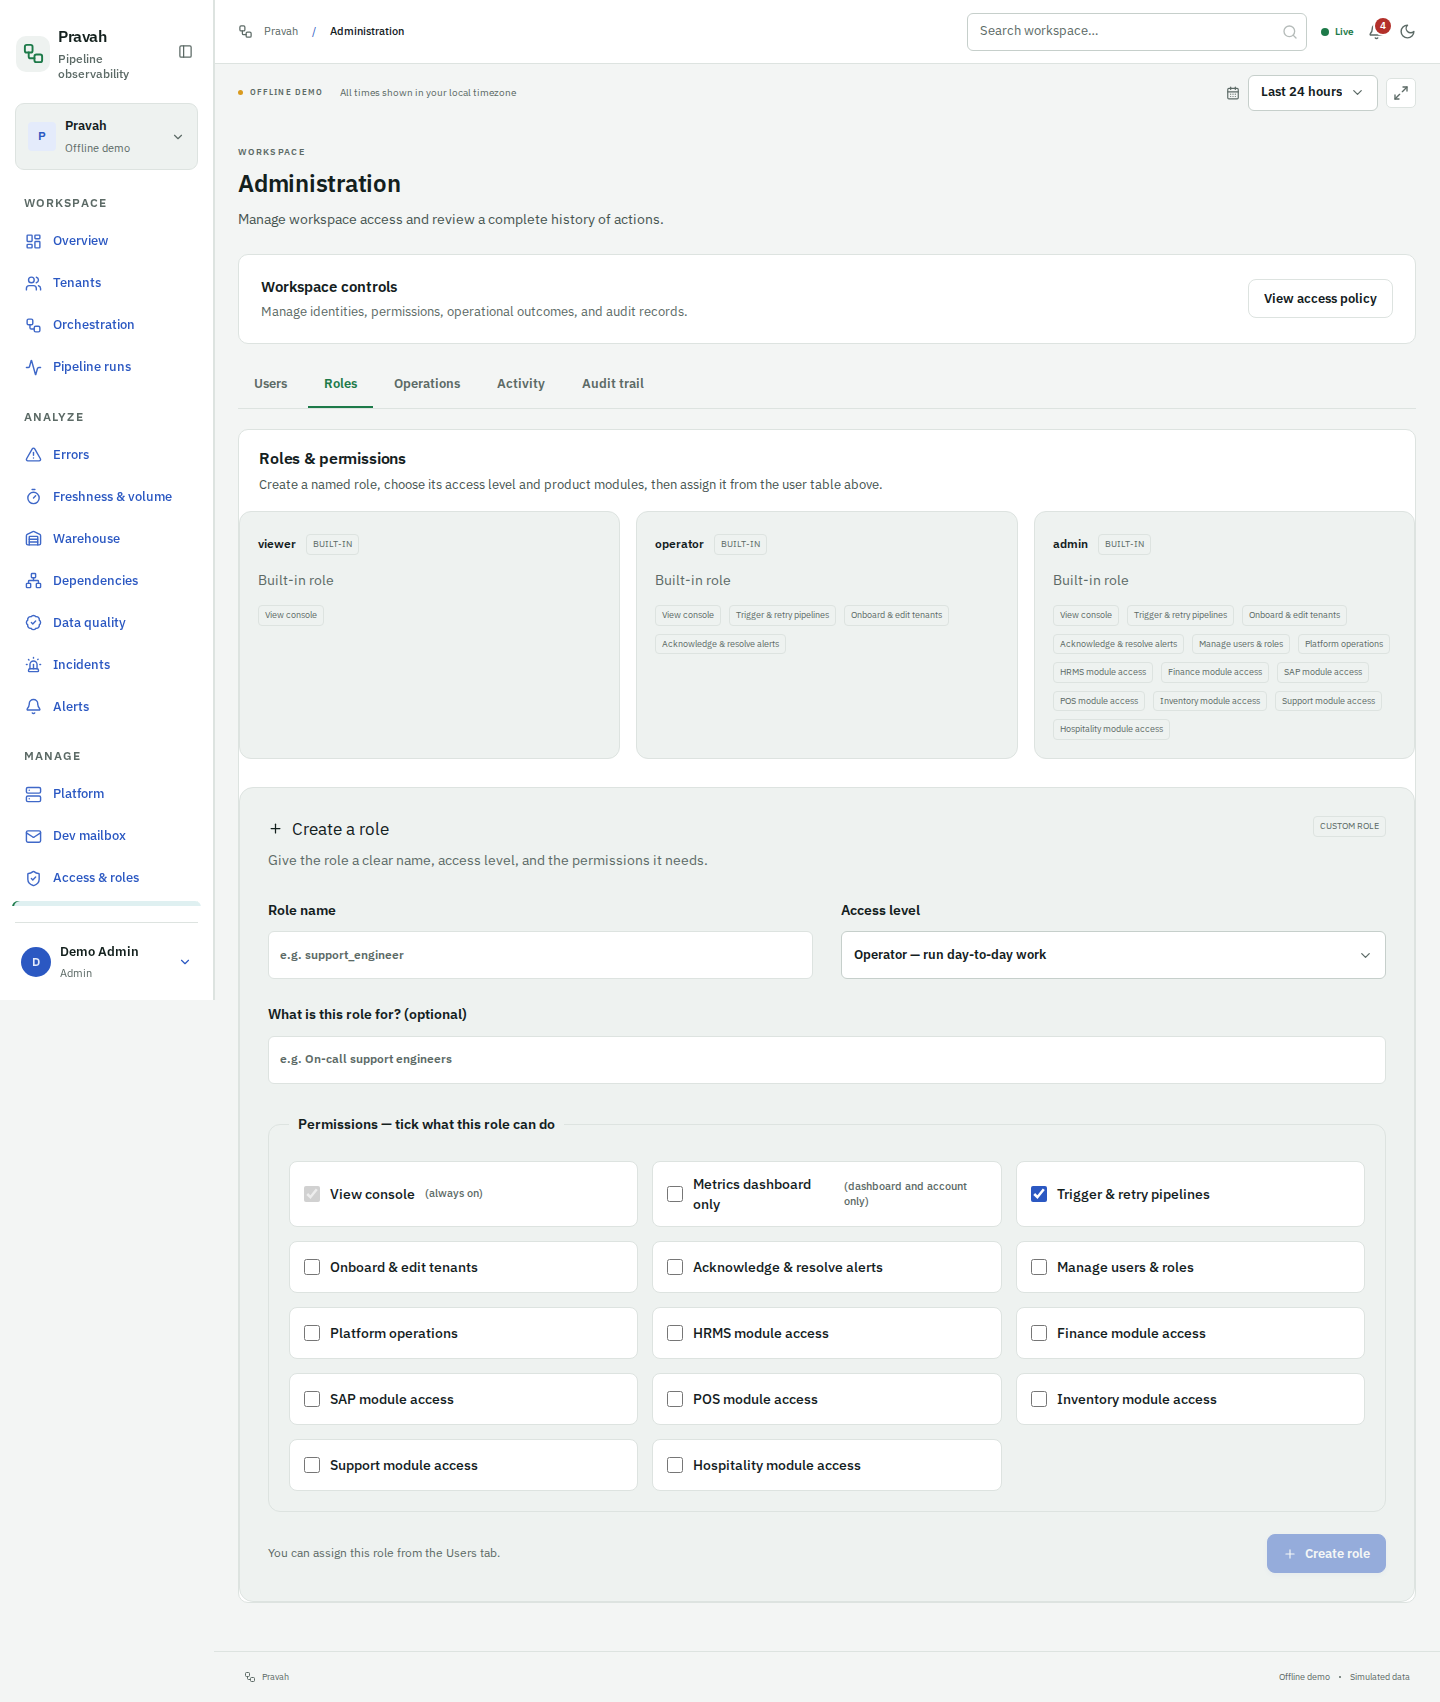 Pravah
Pipeline
observability
P
Pravah
Offline demo
WORKSPACE
Overview
Tenants
Orchestration
Pipeline runs
ANALYZE
Errors
Freshness & volume
Warehouse
Dependencies
Data quality
Incidents
Alerts
MANAGE
Platform
Dev mailbox
Access & roles
D
Demo Admin
Admin
Pravah / Administration
Search workspace...
Live
4
OFFLINE DEMO All times shown in your local timezone
Last 24 hours
WORKSPACE
Administration
Manage workspace access and review a complete history of actions.
Workspace controls
Manage identities, permissions, operational outcomes, and audit records.
View access policy
Users Roles Operations Activity Audit trail
Roles & permissions
Create a named role, choose its access level and product modules, then assign it from the user table above.
viewer BUILT-IN
Built-in role
View console
operator BUILT-IN
Built-in role
View console Trigger & retry pipelines Onboard & edit tenants
Acknowledge & resolve alerts
admin BUILT-IN
Built-in role
View console Trigger & retry pipelines Onboard & edit tenants
Acknowledge & resolve alerts Manage users & roles Platform operations
HRMS module access Finance module access SAP module access
POS module access Inventory module access Support module access
Hospitality module access
Create a role
CUSTOM ROLE
Give the role a clear name, access level, and the permissions it needs.
Role name
e.g. support_engineer
Access level
Operator — run day-to-day work
What is this role for? (optional)
e.g. On-call support engineers
Permissions — tick what this role can do
View console (always on)
Metrics dashboard
only
(dashboard and account
only)
Trigger & retry pipelines
Onboard & edit tenants
Acknowledge & resolve alerts
Manage users & roles
Platform operations
HRMS module access
Finance module access
SAP module access
POS module access
Inventory module access
Support module access
Hospitality module access
You can assign this role from the Users tab.
Create role
Pravah
Offline demo • Simulated data